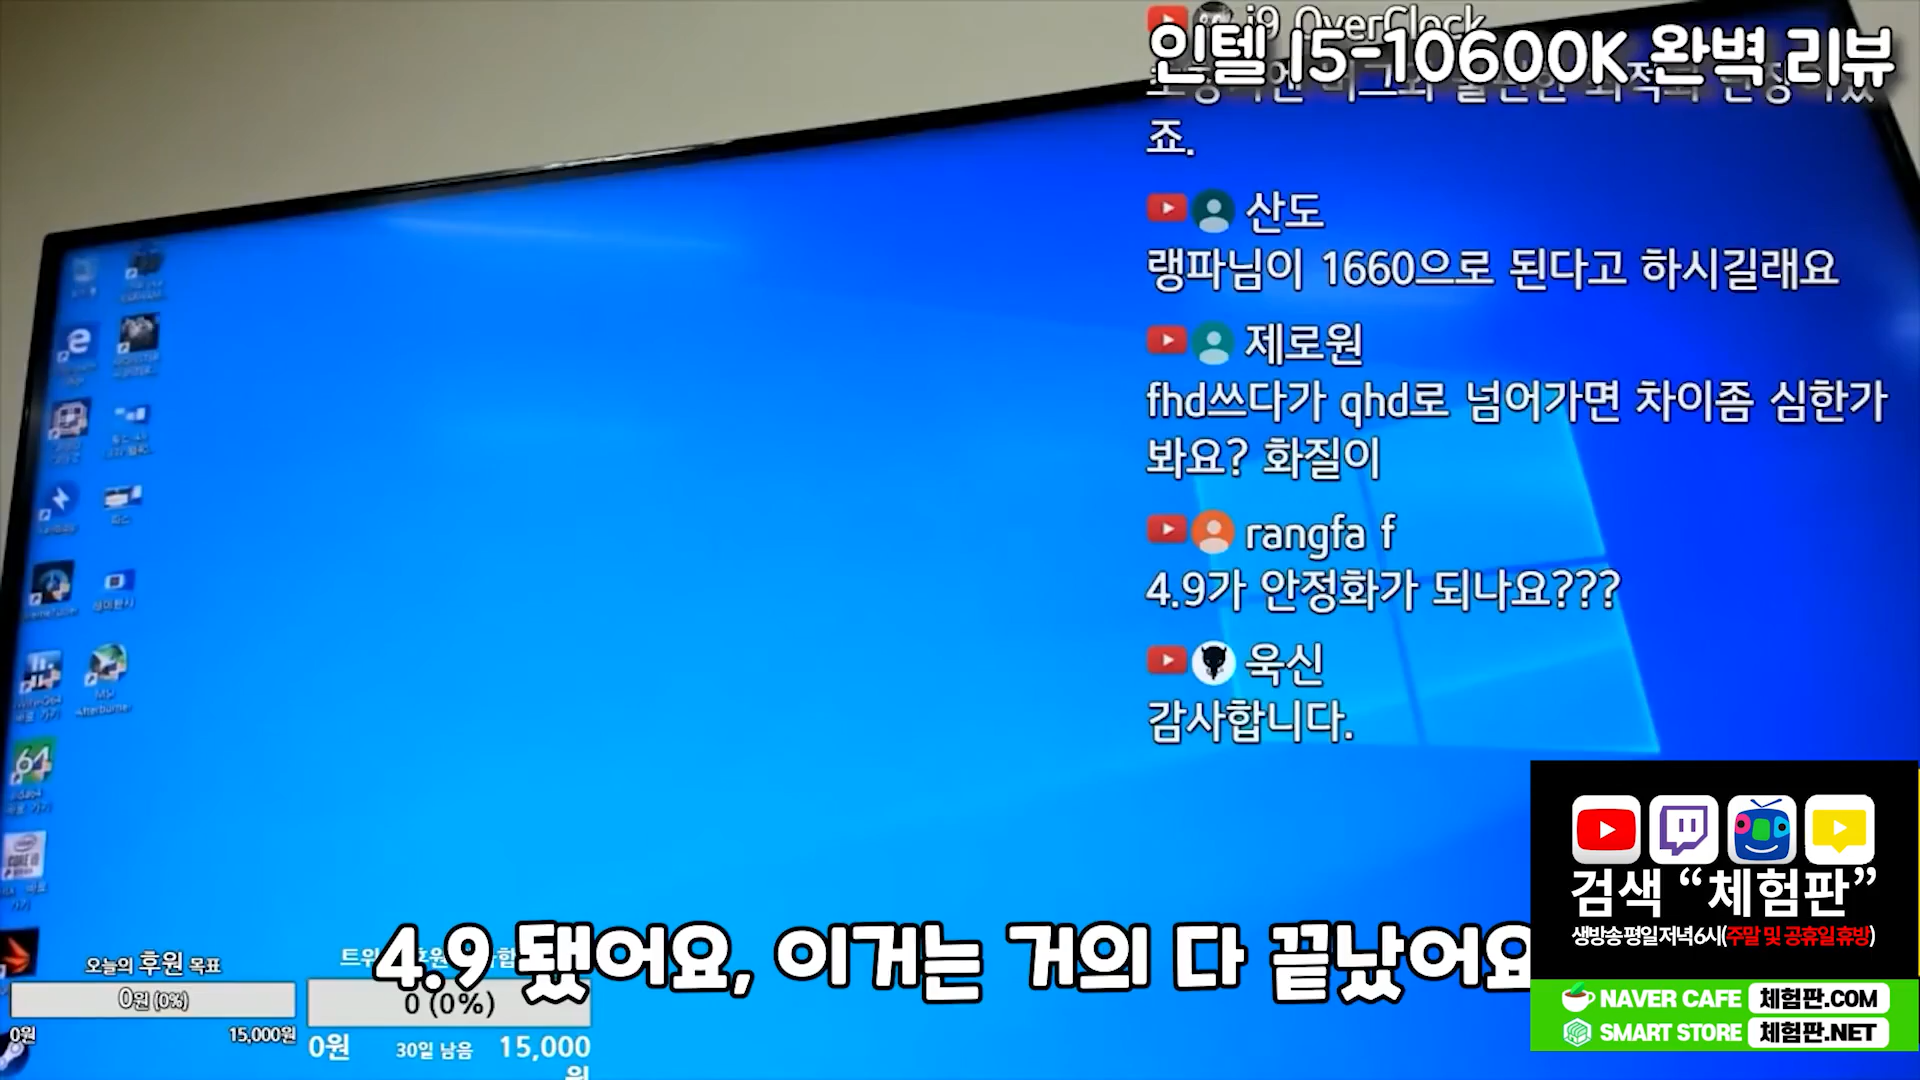 i9 OverClock
인텔 I5-10600K 완벽 리뷰
죠.
산도
랭파님이 1660으로 된다고 하시길래요
제로원
fhd쓰다가 qhd로 넘어가면 차이좀 심한가
봐요? 화질이
rangfa f
4.9가 안정화가 되나요???
욱신
감사합니다.
Afterburner
64
4.9 됐어요, 이거는 거의 다 끝났어요
오늘의 후원 목표
0원 (0%)
0원
15,000원
0 (0%)
0원
30일 남음
15,000
원
검색 “체험판”
생방송 평일 저녁 6시(주말 및 공휴일 휴방)
NAVER CAFE 체험판.COM
SMART STORE 체험판.NET